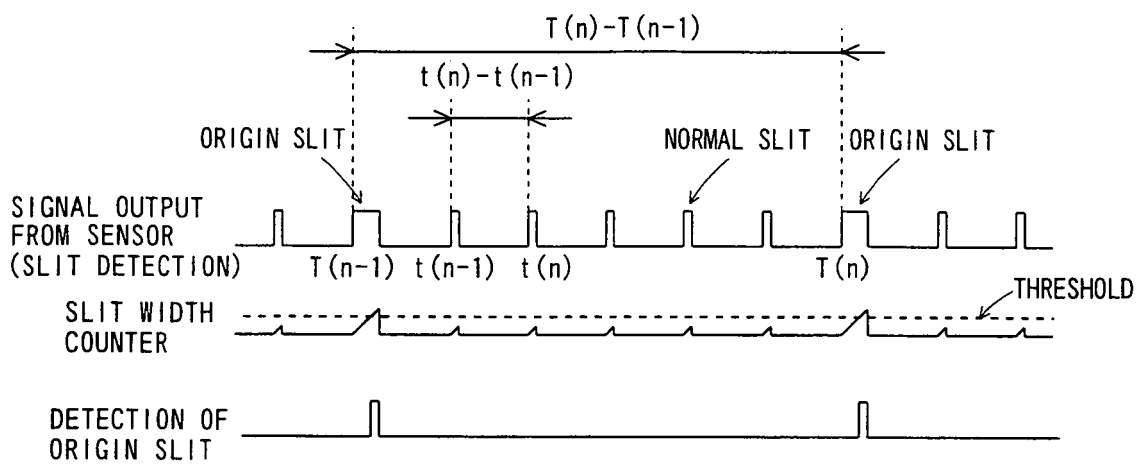 T(n)-T(n-1)
t(n)-t(n-1)
ORIGIN SLIT
NORMAL SLIT
ORIGIN SLIT
SIGNAL OUTPUT
FROM SENSOR
(SLIT DETECTION)
T(n-1)
t(n-1)
t(n)
T(n)
THRESHOLD
SLIT WIDTH
COUNTER
DETECTION OF
ORIGIN SLIT